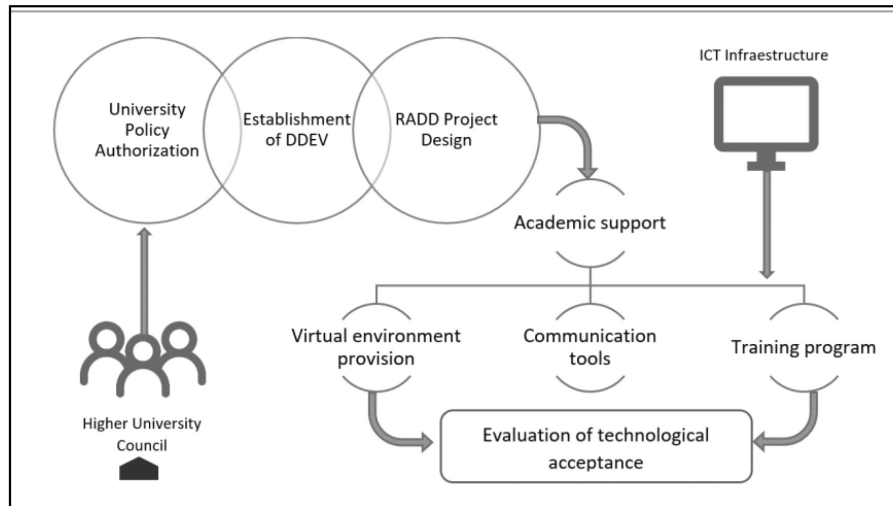 ICT Infraestructure
University
Policy
Authorization
Establishment
of DDEV
RADD Project
Design
Academic support
Virtual environment
provision
Communication
tools
Training program
Higher University
Council
Evaluation of technological
acceptance